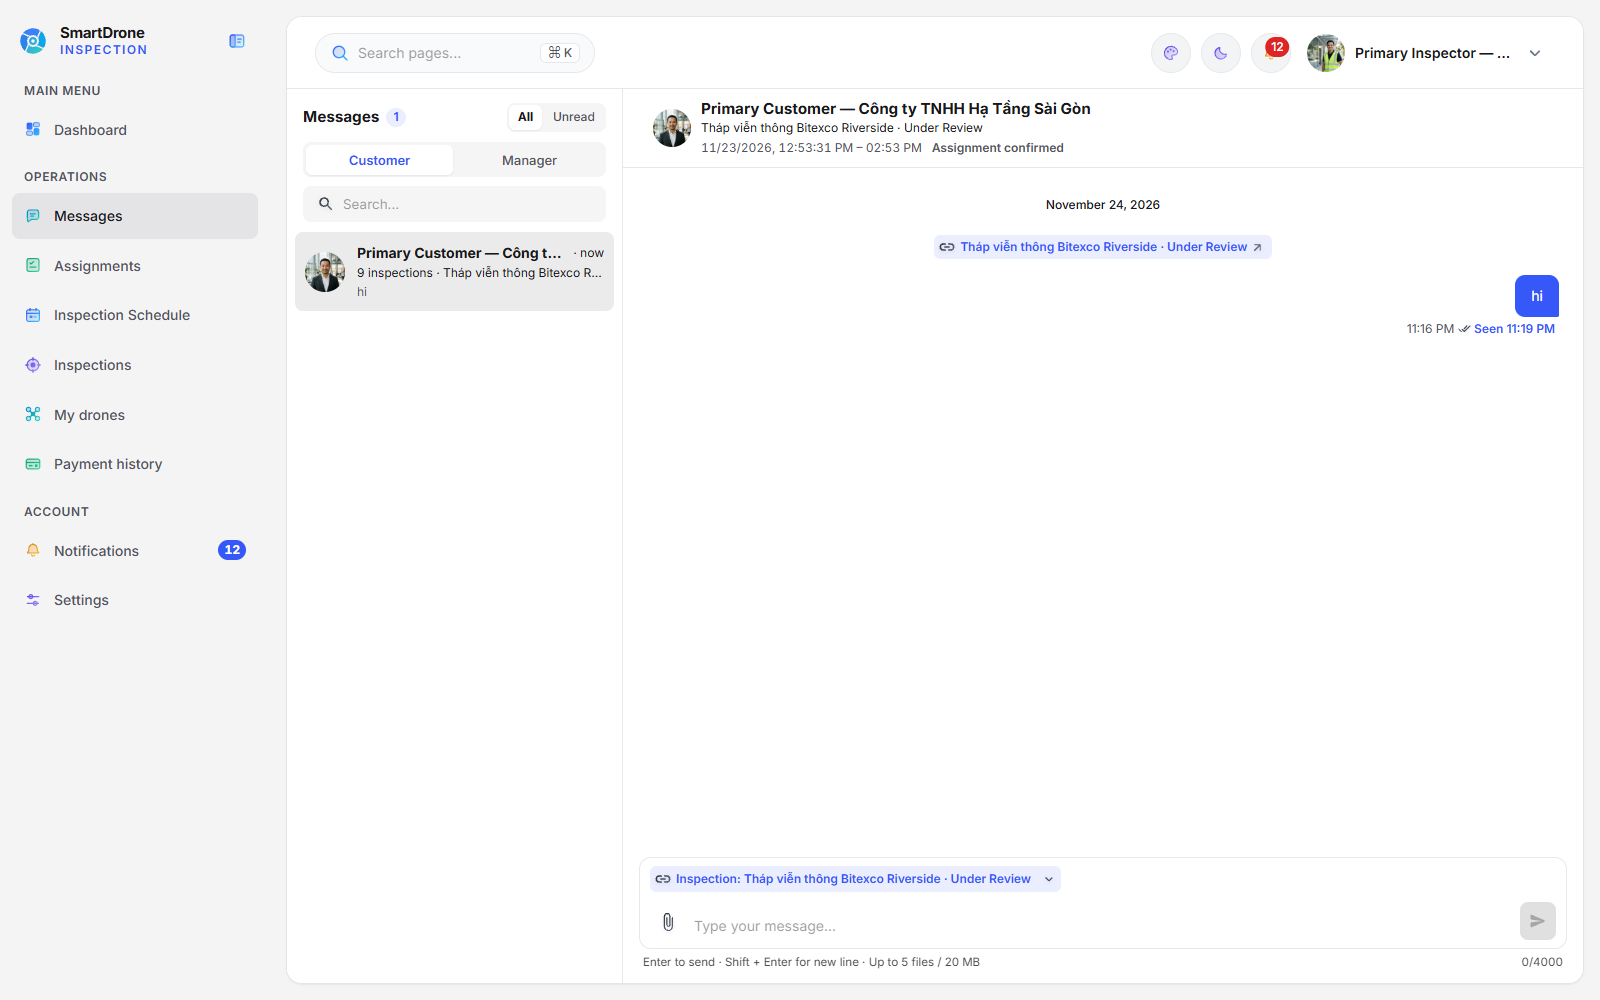 SmartDrone
INSPECTION
MAIN MENU
Dashboard
OPERATIONS
Messages
Assignments
Inspection Schedule
Inspections
My drones
Payment history
ACCOUNT
Notifications 12
Settings
Search pages... ⌘ K
12
Primary Inspector — ...
Messages 1
All Unread
Customer Manager
Search...
Primary Customer — Công t... · now
9 inspections · Tháp viễn thông Bitexco R...
hi
Primary Customer — Công ty TNHH Hạ Tầng Sài Gòn
Tháp viễn thông Bitexco Riverside · Under Review
11/23/2026, 12:53:31 PM – 02:53 PM Assignment confirmed
November 24, 2026
Tháp viễn thông Bitexco Riverside · Under Review
hi
11:16 PM Seen 11:19 PM
Inspection: Tháp viễn thông Bitexco Riverside · Under Review
Type your message...
Enter to send · Shift + Enter for new line · Up to 5 files / 20 MB
0/4000